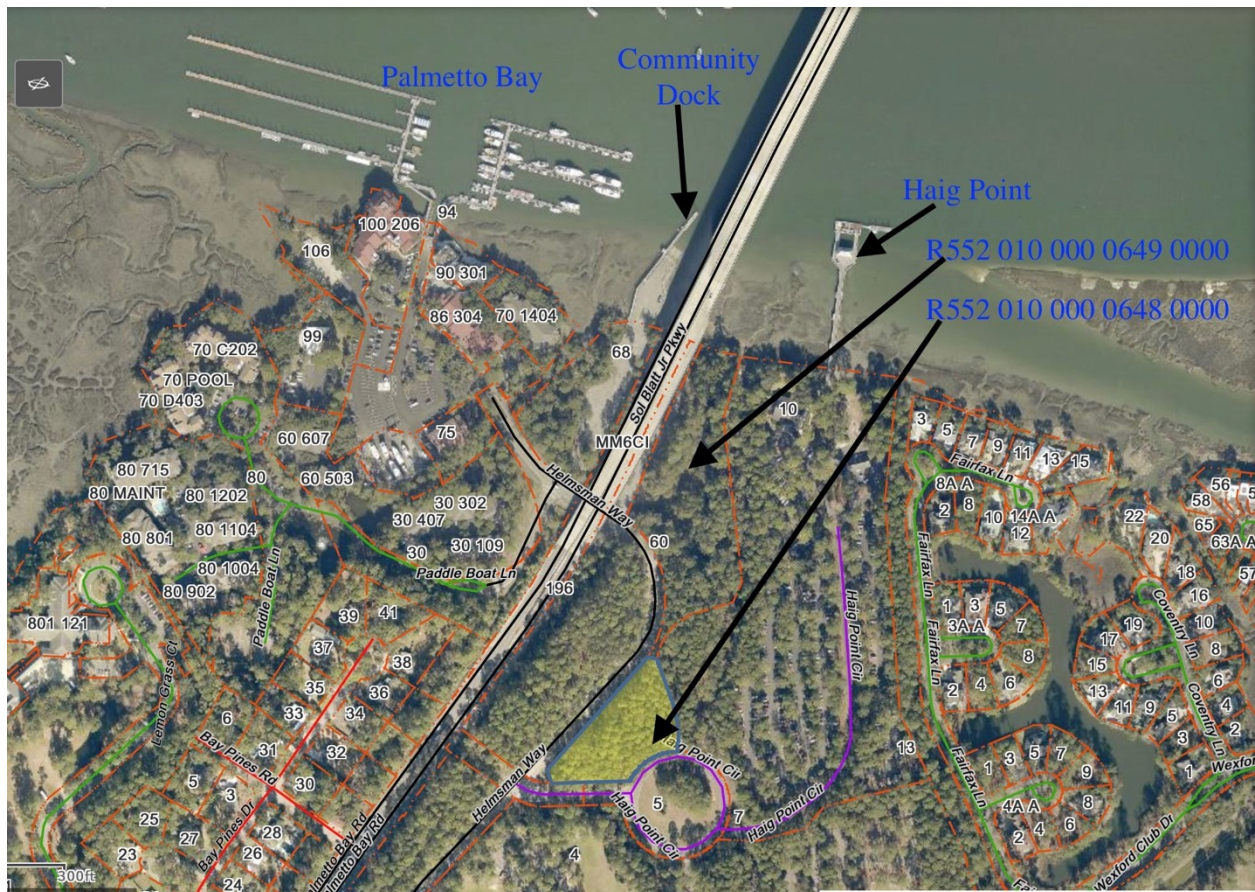 Palmetto Bay
Community
Dock
Haig Point
R552 010 000 0649 0000
R552 010 000 0648 0000
94
100 206
106
90 301
86 304
70 1404
99
68
70 C202
70 POOL
70 D403
Sol Blatt Jr Pkwy
10
MM6CI
75
60 607
60 503
80
80 715
80 MAINT
80 1202
80 1104
80 801
80 1004
80 902
30 302
30 407
30 109
30
Helmsman Way
Paddle Boat Ln
Paddle Boat Ln
60
196
801 121
Lemon Grass Ct
39
41
37
38
35
36
33
34
6
31
32
Bay Pines Rd
30
5
3
25
27
28
26
23
24
Bay Pines Dr
Helmsman Way
Haig Point Cir
Haig Point Cir
Haig Point Cir
Haig Point Cir
5
7
4
13
3
5
7
9
11
13
15
Fairfax Ln
8A A
2
8
10
14A A
12
Fairfax Ln
Fairfax Ln
Fairfax Ln
1
3
5
3A A
7
8
2
4
6
1
3
5
7
9
4A A
8
2
4
6
56
58
65
63A A
57
22
20
18
16
10
8
6
4
2
19
17
15
13
11
9
5
3
1
Coventry Ln
Coventry Ln
Wexford Club Dr
300ft